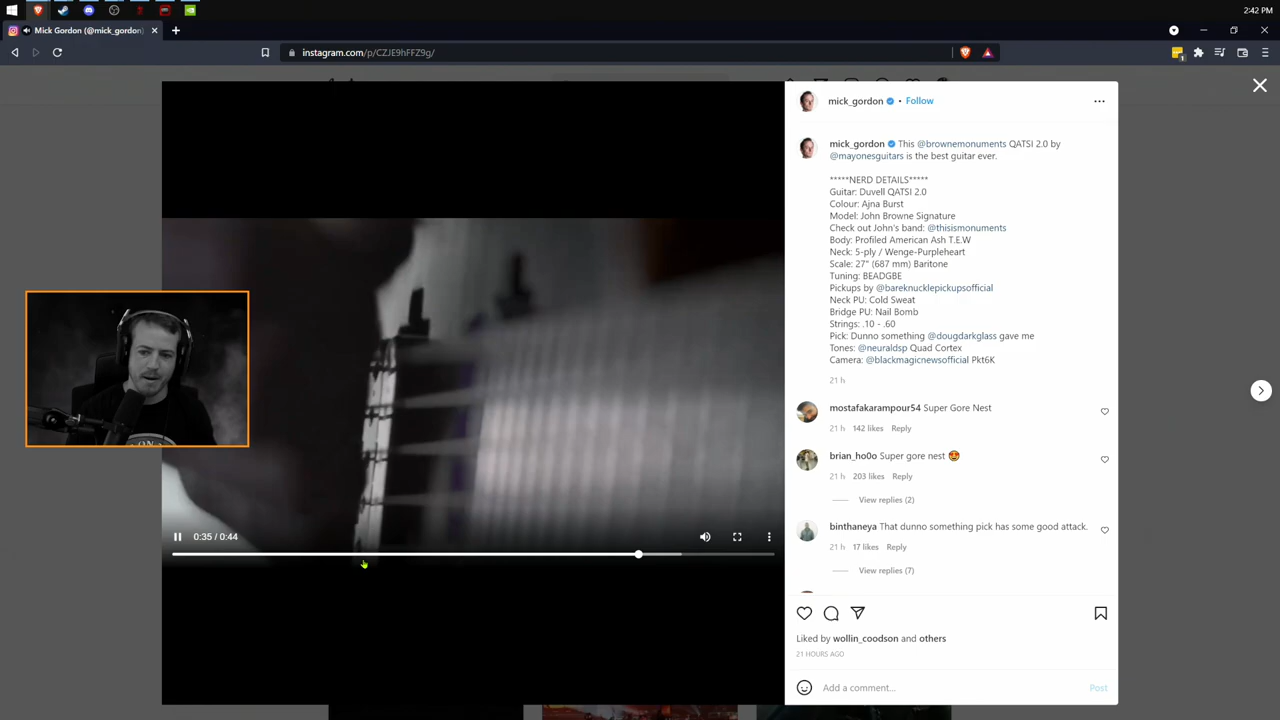 2:42 PM
Mick Gordon (@mick_gordon)
instagram.com/p/CZJE9hFFZ9g/
1
mick_gordon • Follow
mick_gordon This @brownemonuments QATSI 2.0 by
@mayonesguitars is the best guitar ever.
*****NERD DETAILS*****
Guitar: Duvell QATSI 2.0
Colour: Ajna Burst
Model: John Browne Signature
Check out John's band: @thisismonuments
Body: Profiled American Ash T.E.W
Neck: 5-ply / Wenge-Purpleheart
Scale: 27" (687 mm) Baritone
Tuning: BEADGBE
Pickups by @bareknucklepickupsofficial
Neck PU: Cold Sweat
Bridge PU: Nail Bomb
Strings: .10 - .60
Pick: Dunno something @dougdarkglass gave me
Tones: @neuraldsp Quad Cortex
Camera: @blackmagicnewsofficial Pkt6K
21 h
mostafakarampour54 Super Gore Nest
21 h 142 likes Reply
brian_ho0o Super gore nest 😍
21 h 203 likes Reply
View replies (2)
binthaneya That dunno something pick has some good attack.
21 h 17 likes Reply
View replies (7)
0:35 / 0:44
Liked by wollin_coodson and others
21 HOURS AGO
Add a comment...
Post